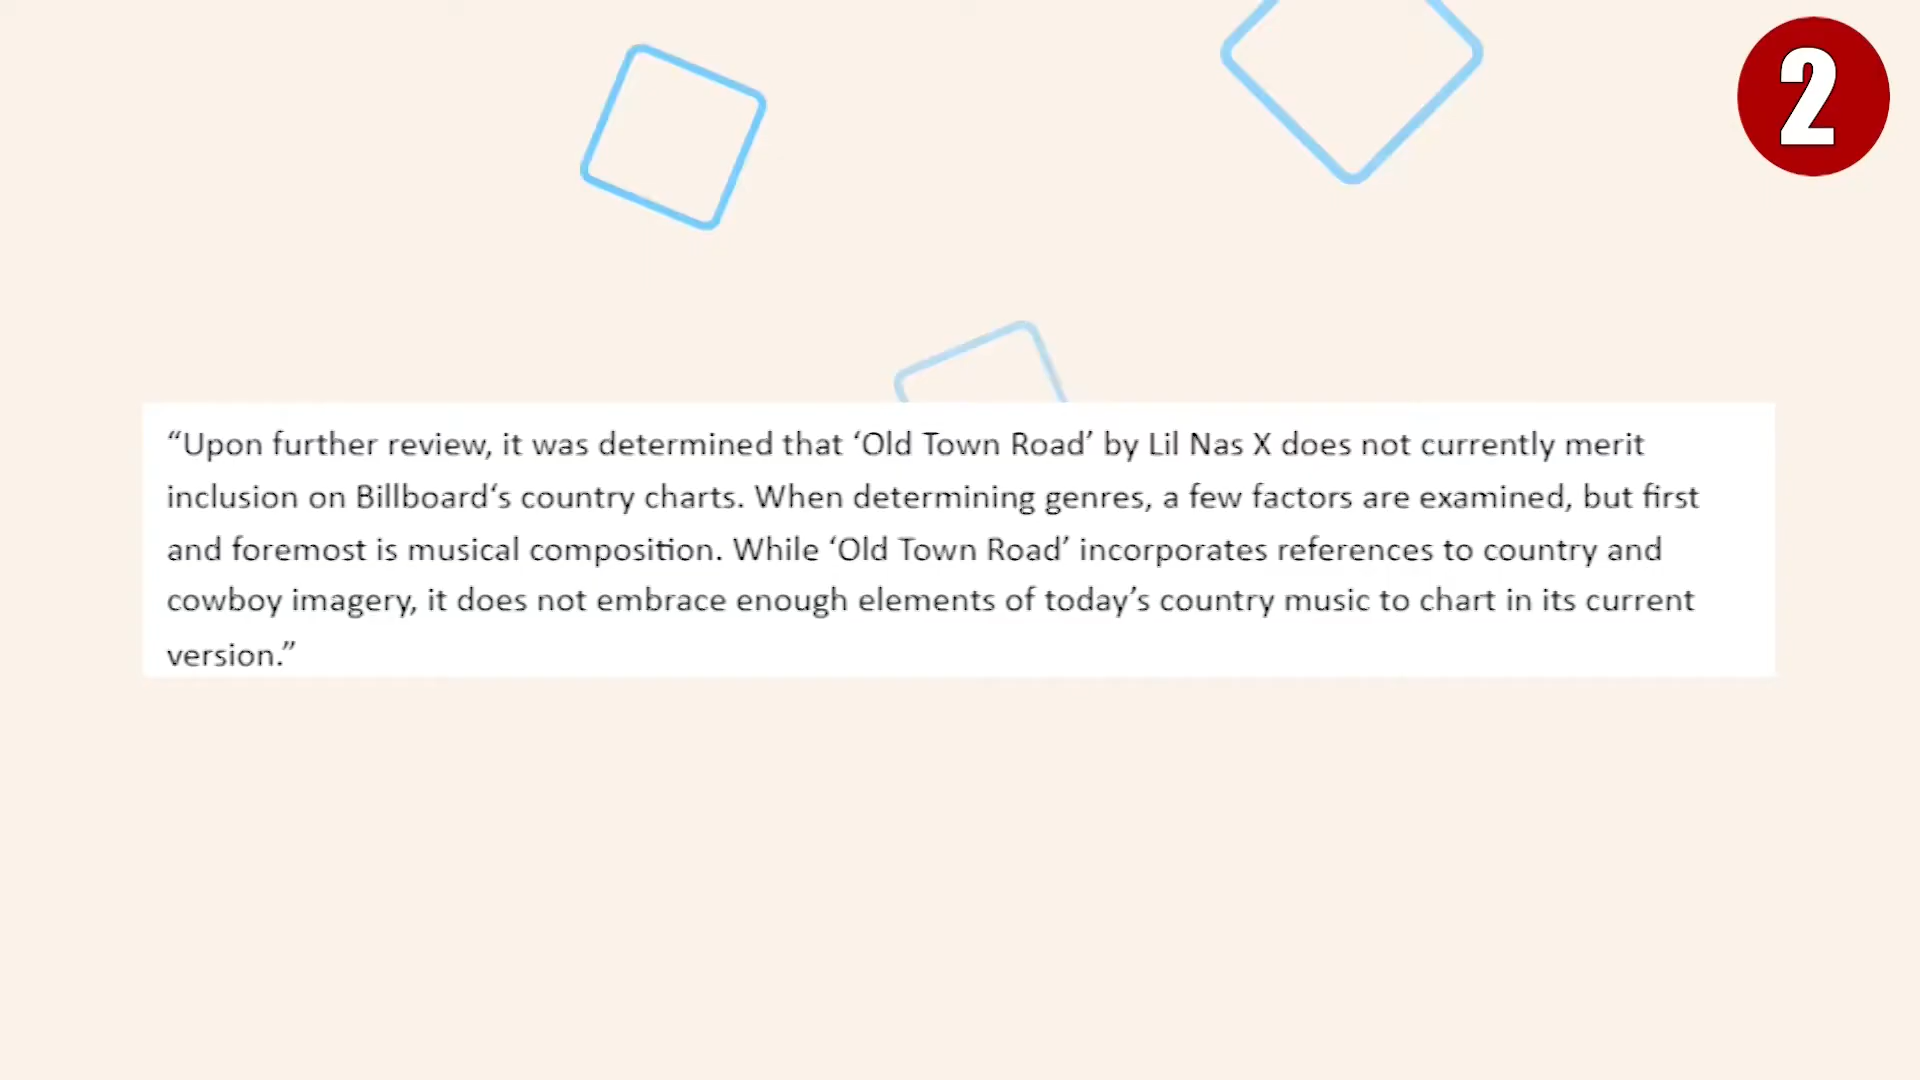 2
“Upon further review, it was determined that ‘Old Town Road’ by Lil Nas X does not currently merit
inclusion on Billboard‘s country charts. When determining genres, a few factors are examined, but first
and foremost is musical composition. While ‘Old Town Road’ incorporates references to country and
cowboy imagery, it does not embrace enough elements of today’s country music to chart in its current
version.”